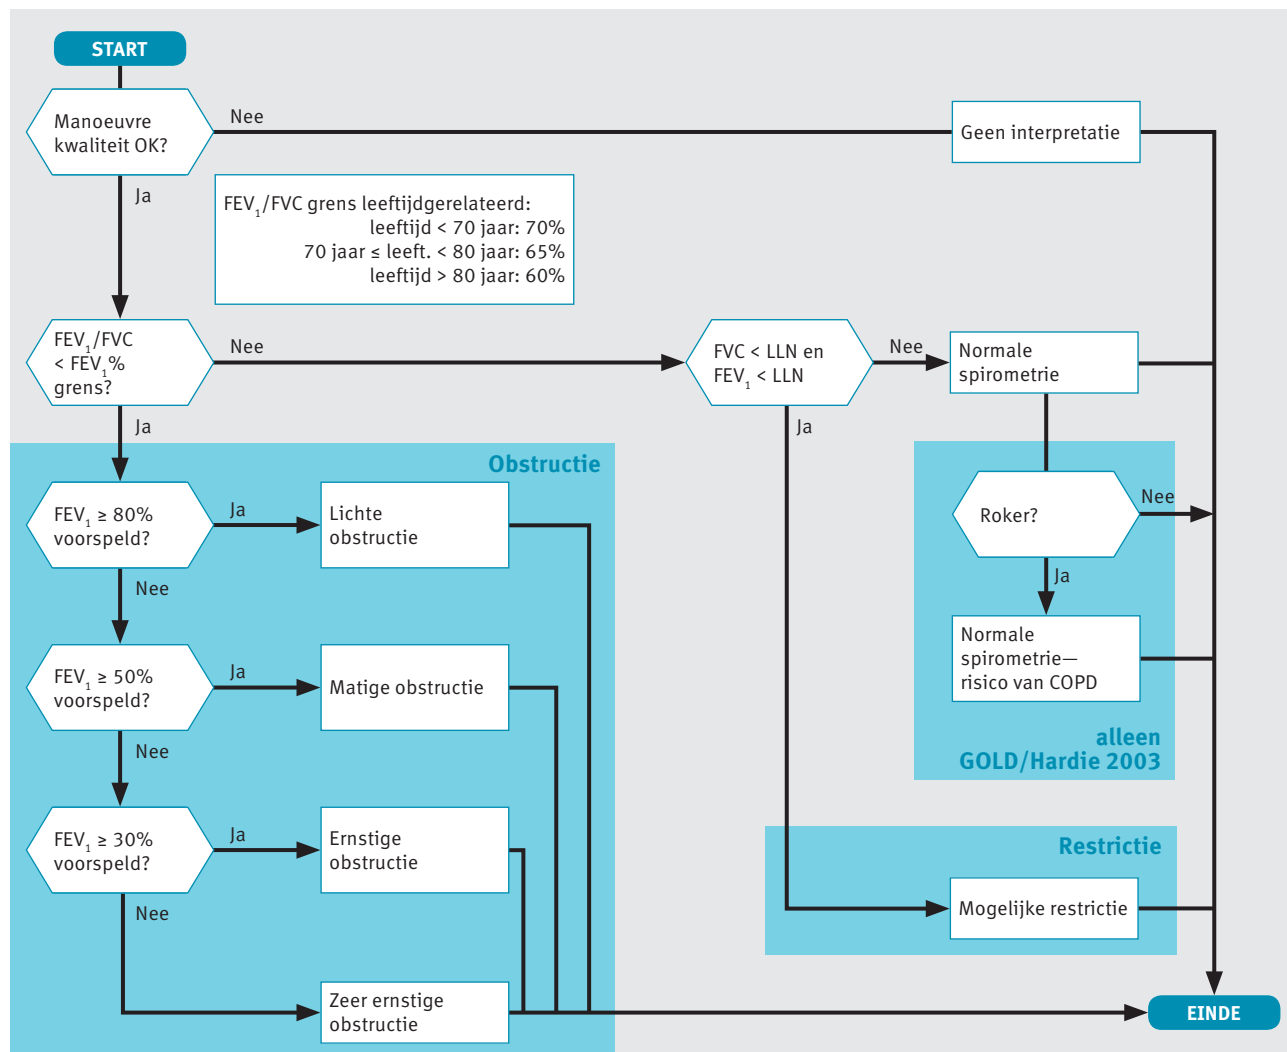 START
Manoeuvre
kwaliteit OK?
Nee
Geen interpretatie
Ja
FEV₁/FVC grens leeftijdgerelateerd:
leeftijd < 70 jaar: 70%
70 jaar ≤ leeft. < 80 jaar: 65%
leeftijd > 80 jaar: 60%
FEV₁/FVC
< FEV₁%
grens?
Nee
FVC < LLN en
FEV₁ < LLN
Nee
Normale
spirometrie
Ja
Ja
Obstructie
FEV₁ ≥ 80%
voorspeld?
Ja
Lichte
obstructie
Nee
Roker?
Nee
Ja
Normale
spirometrie—
risico van COPD
alleen
GOLD/Hardie 2003
FEV₁ ≥ 50%
voorspeld?
Ja
Matige obstructie
Nee
FEV₁ ≥ 30%
voorspeld?
Ja
Ernstige
obstructie
Nee
Restrictie
Mogelijke restrictie
Zeer ernstige
obstructie
EINDE